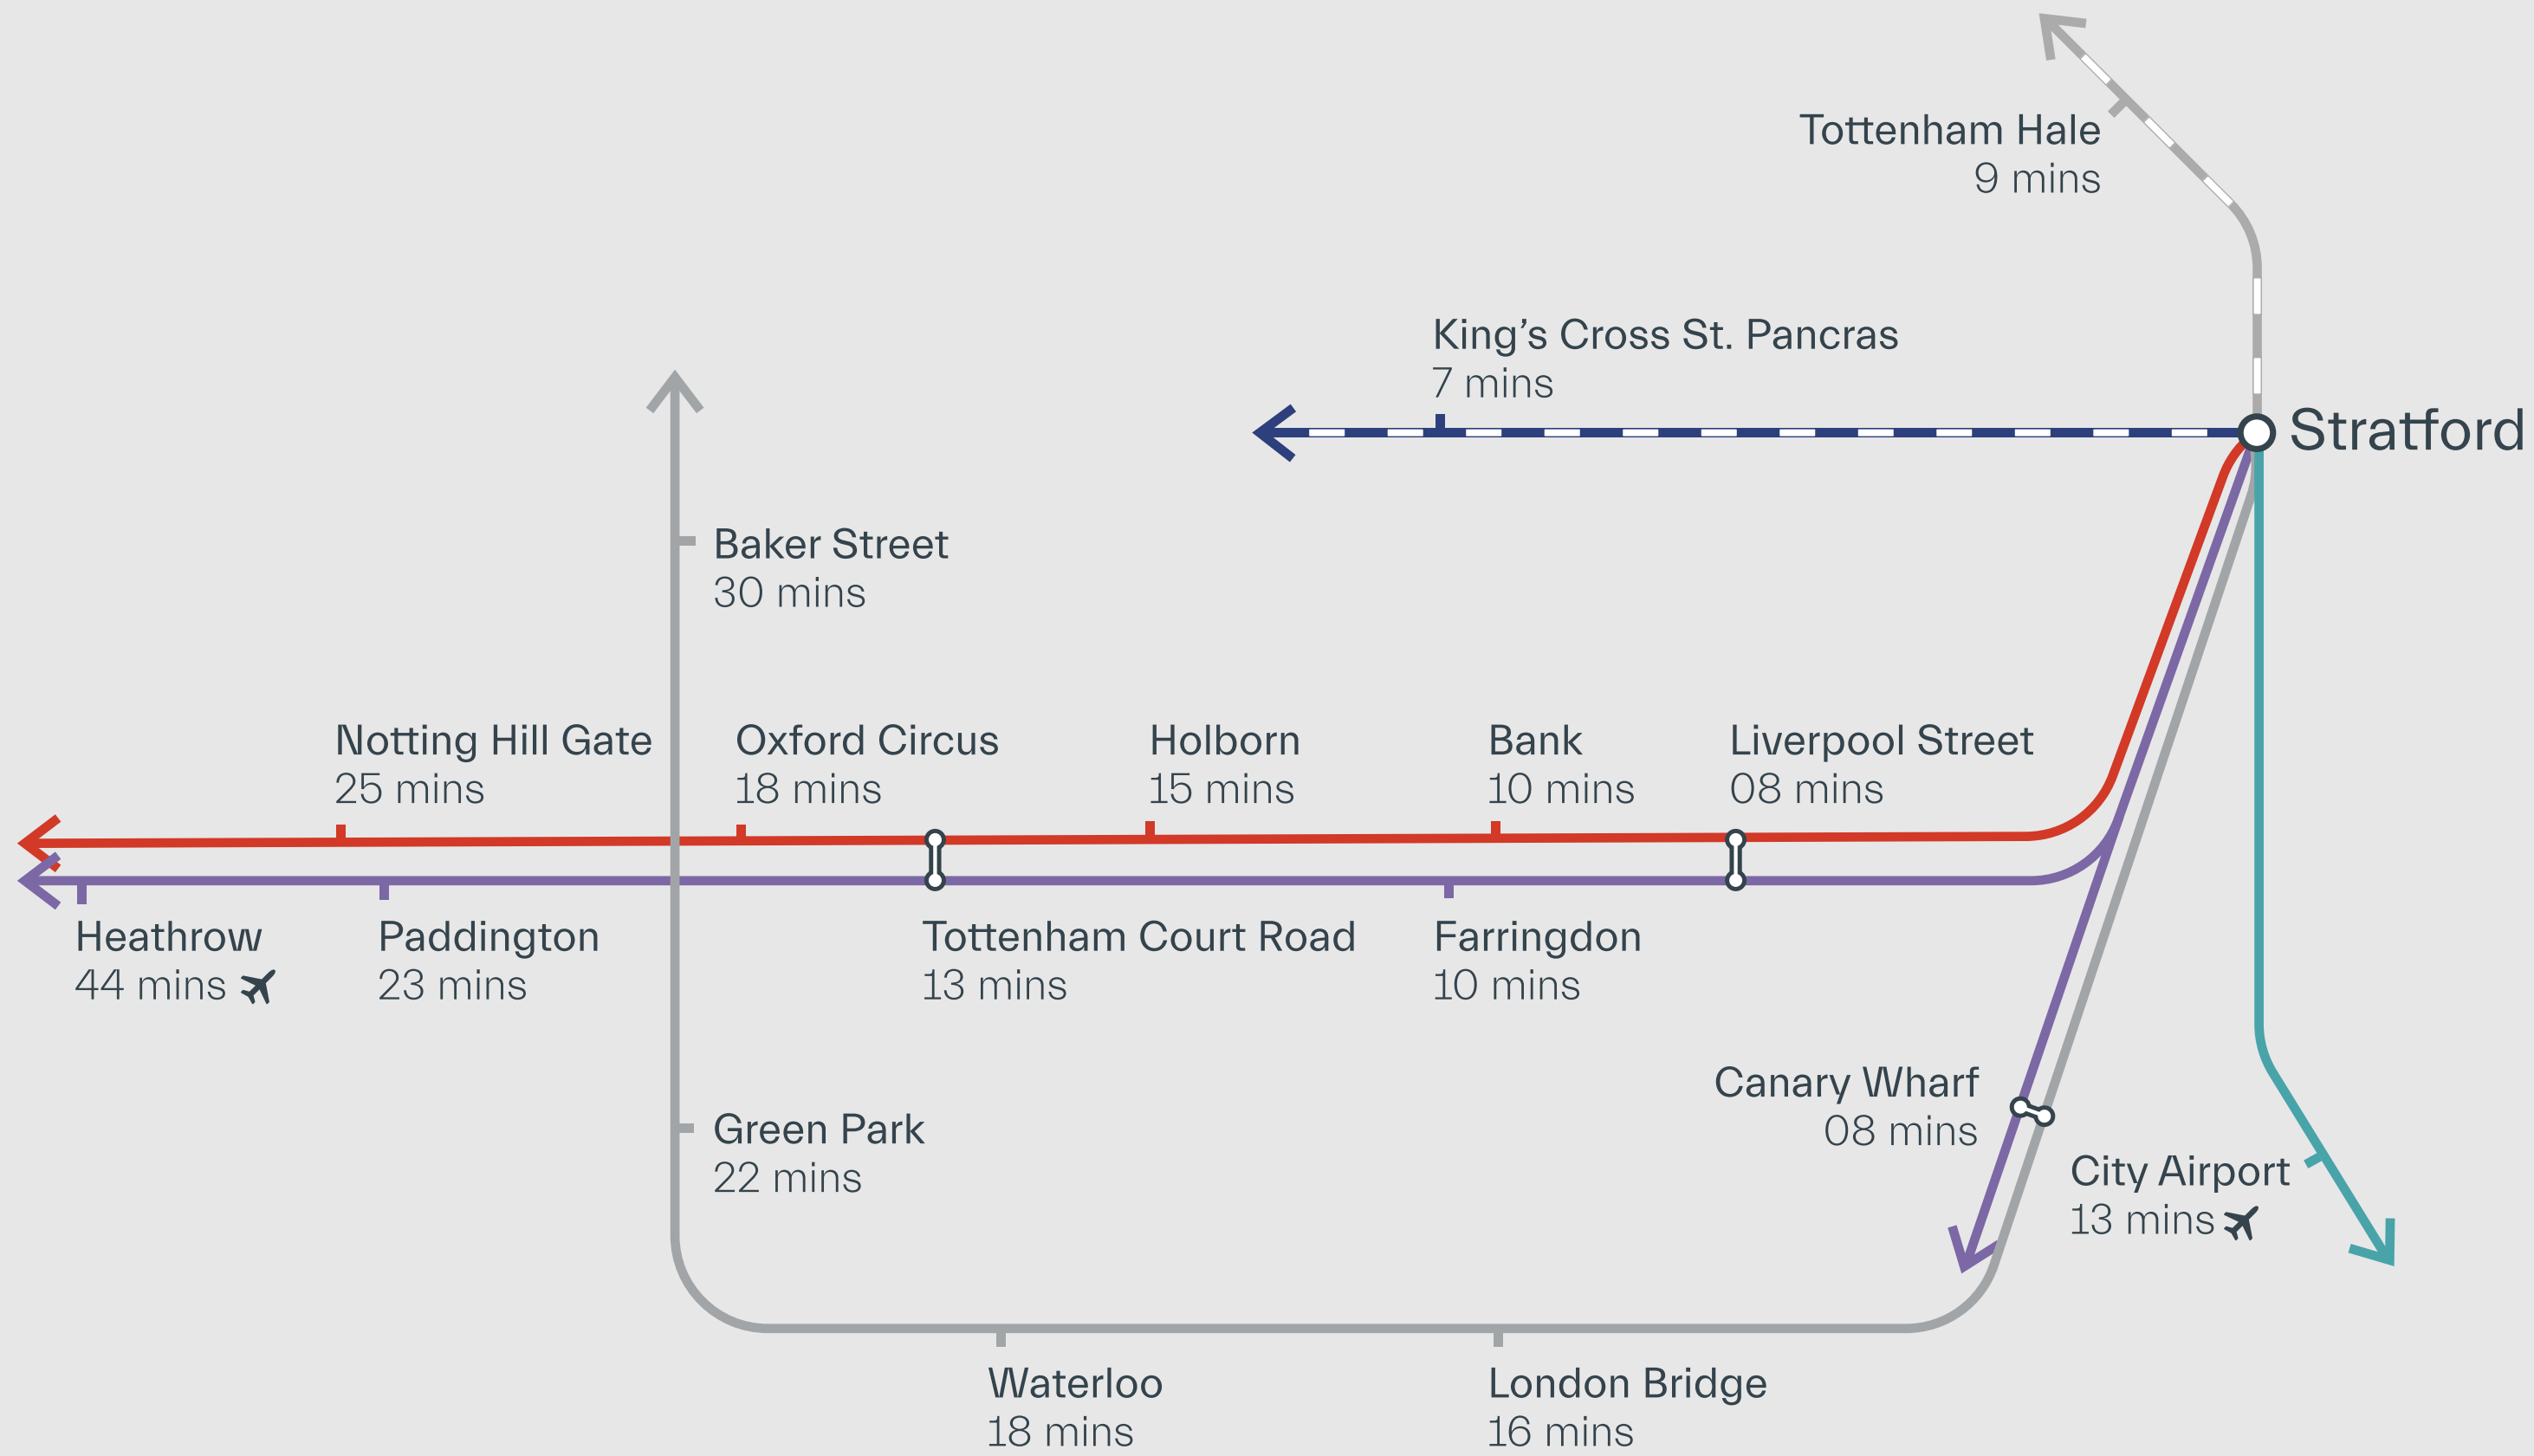 Tottenham Hale
9 mins
King’s Cross St. Pancras
7 mins
Stratford
Baker Street
30 mins
Notting Hill Gate
25 mins
Oxford Circus
18 mins
Holborn
15 mins
Bank
10 mins
Liverpool Street
08 mins
Heathrow
44 mins
Paddington
23 mins
Tottenham Court Road
13 mins
Farringdon
10 mins
Canary Wharf
08 mins
Green Park
22 mins
City Airport
13 mins
Waterloo
18 mins
London Bridge
16 mins